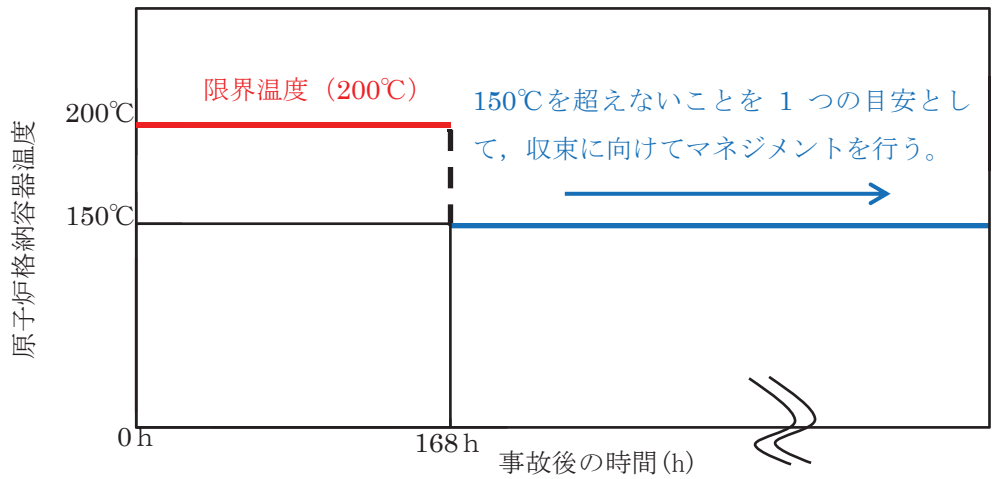 限界温度（200℃）
150℃を超えないことを 1 つの目安とし
て，収束に向けてマネジメントを行う。
200℃
150℃
原子炉格納容器温度
0ｈ
168ｈ
事故後の時間(h)